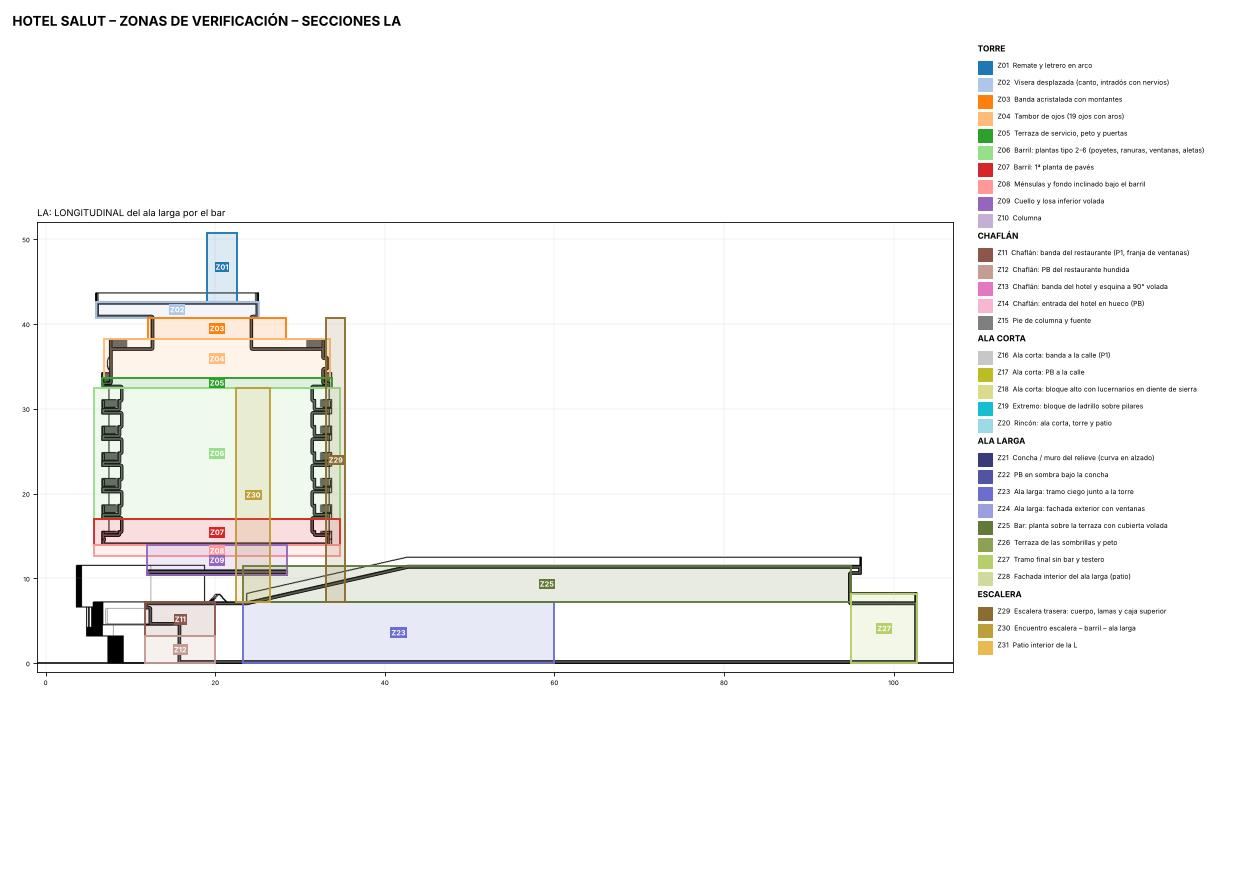 HOTEL SALUT – ZONAS DE VERIFICACIÓN – SECCIONES LA
LA: LONGITUDINAL del ala larga por el bar
50
40
30
20
10
0
0
20
40
60
80
100
Z01
Z02
Z03
Z04
Z05
Z06
Z29
Z30
Z07
Z08
Z09
Z25
Z11
Z23
Z27
Z12
TORRE
Z01 Remate y letrero en arco
Z02 Visera desplazada (canto, intradós con nervios)
Z03 Banda acristalada con montantes
Z04 Tambor de ojos (19 ojos con aros)
Z05 Terraza de servicio, peto y puertas
Z06 Barril: plantas tipo 2-6 (poyetes, ranuras, ventanas, aletas)
Z07 Barril: 1ª planta de pavés
Z08 Ménsulas y fondo inclinado bajo el barril
Z09 Cuello y losa inferior volada
Z10 Columna
CHAFLÁN
Z11 Chaflán: banda del restaurante (P1, franja de ventanas)
Z12 Chaflán: PB del restaurante hundida
Z13 Chaflán: banda del hotel y esquina a 90° volada
Z14 Chaflán: entrada del hotel en hueco (PB)
Z15 Pie de columna y fuente
ALA CORTA
Z16 Ala corta: banda a la calle (P1)
Z17 Ala corta: PB a la calle
Z18 Ala corta: bloque alto con lucernarios en diente de sierra
Z19 Extremo: bloque de ladrillo sobre pilares
Z20 Rincón: ala corta, torre y patio
ALA LARGA
Z21 Concha / muro del relieve (curva en alzado)
Z22 PB en sombra bajo la concha
Z23 Ala larga: tramo ciego junto a la torre
Z24 Ala larga: fachada exterior con ventanas
Z25 Bar: planta sobre la terraza con cubierta volada
Z26 Terraza de las sombrillas y peto
Z27 Tramo final sin bar y testero
Z28 Fachada interior del ala larga (patio)
ESCALERA
Z29 Escalera trasera: cuerpo, lamas y caja superior
Z30 Encuentro escalera – barril – ala larga
Z31 Patio interior de la L